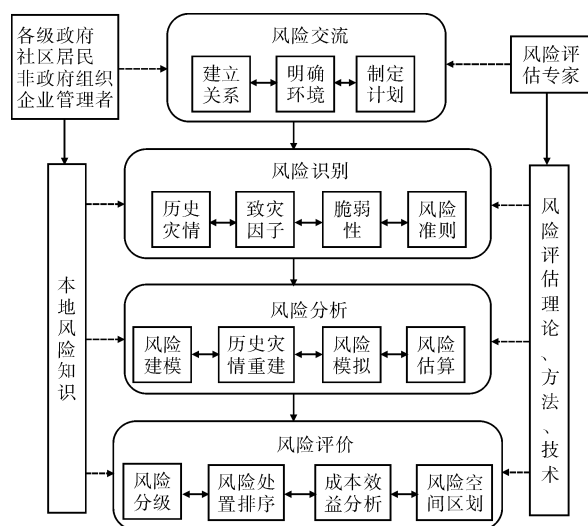 各级政府
社区居民
非政府组织
企业管理者
风险交流
建立
关系
明确
环境
制定
计划
风险评
估专家
风险识别
历史
灾情
致灾
因子
脆弱
性
风险
准则
本地风险知识
风险评估理论、方法、技术
风险分析
风险
建模
历史灾
情重建
风险
模拟
风险
估算
风险评价
风险
分级
风险处
置排序
成本效
益分析
风险空
间区划